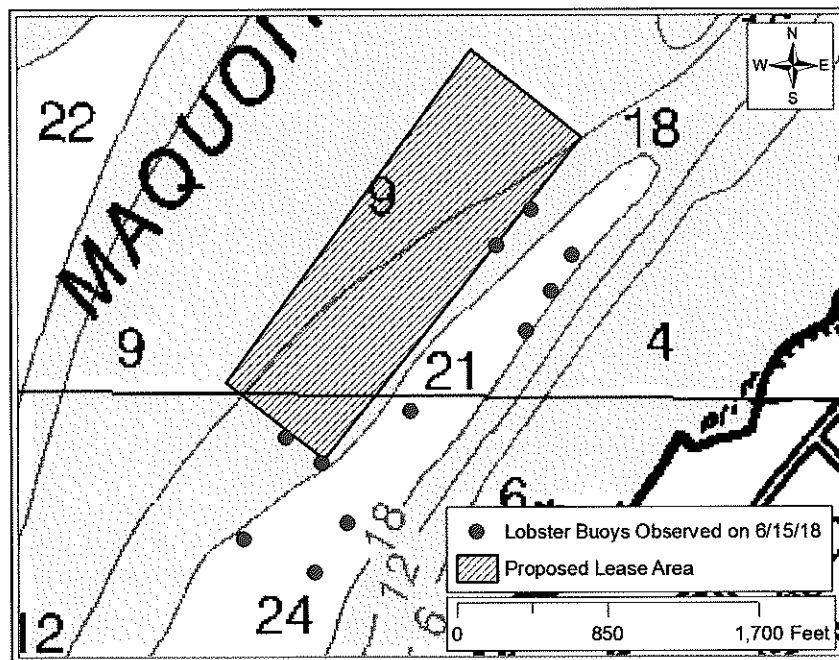 N
W E
S
22
18
MAQUOI
9
9
4
21
6
18
12
6
24
12
Lobster Buoys Observed on 6/15/18
Proposed Lease Area
0 850 1,700 Feet